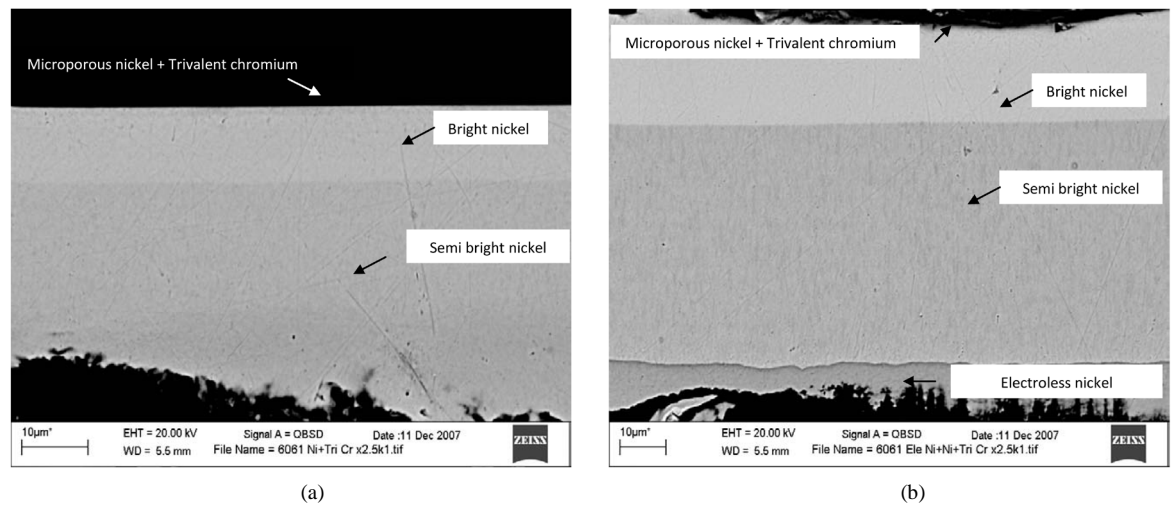 Microporous nickel + Trivalent chromium
Bright nickel
Semi bright nickel
10µm*
EHT = 20.00 kV
Signal A = OBSD
Date :11 Dec 2007
WD = 5.5 mm
File Name = 6061 Ni+Tri Cr x2.5k1.tif
ZEISS
(a)
Microporous nickel + Trivalent chromium
Bright nickel
Semi bright nickel
Electroless nickel
10µm*
EHT = 20.00 kV
Signal A = OBSD
Date :11 Dec 2007
WD = 5.5 mm
File Name = 6061 Ele Ni+Ni+Tri Cr x2.5k1.tif
ZEISS
(b)